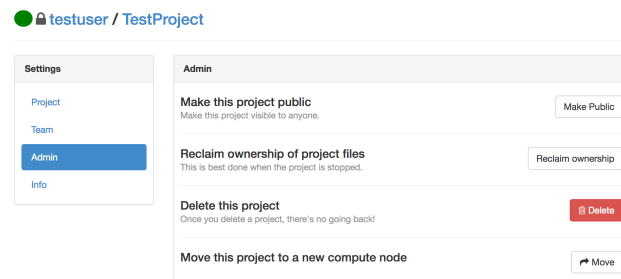 testuser / TestProject
Settings
Project
Team
Admin
Info
Admin
Make this project public
Make this project visible to anyone.
Make Public
Reclaim ownership of project files
This is best done when the project is stopped.
Reclaim ownership
Delete this project
Once you delete a project, there's no going back!
Delete
Move this project to a new compute node
Move